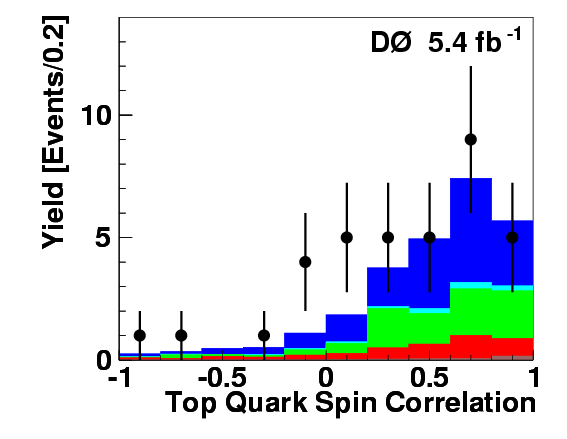 DØ 5.4 fb⁻¹
Yield [Events/0.2]
10
5
0
-1 -0.5 0 0.5 1
Top Quark Spin Correlation